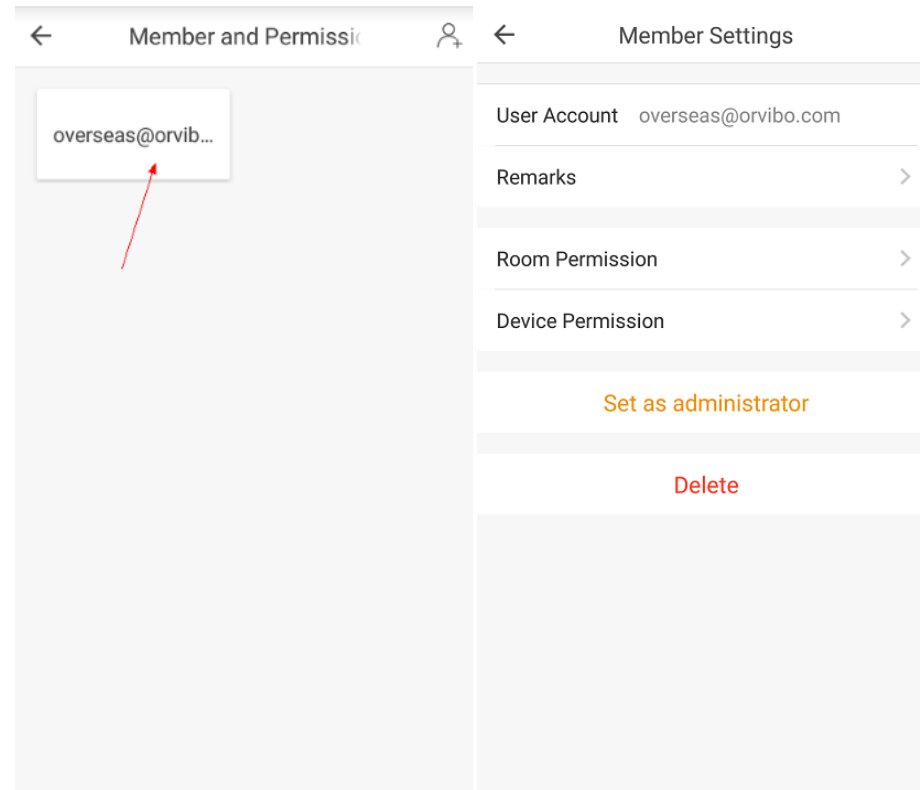 Member and Permissi
overseas@orvib...
Member Settings
User Account overseas@orvibo.com
Remarks
Room Permission
Device Permission
Set as administrator
Delete